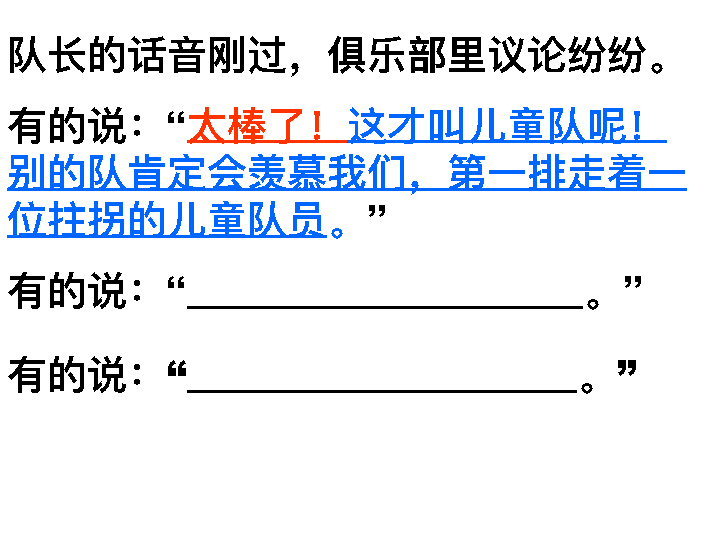 队长的话音刚过，俱乐部里议论纷纷。
有的说：“太棒了！这才叫儿童队呢！
别的队肯定会羡慕我们，第一排走着一
位拄拐的儿童队员。”
有的说：“____________________。”
有的说：“____________________。”